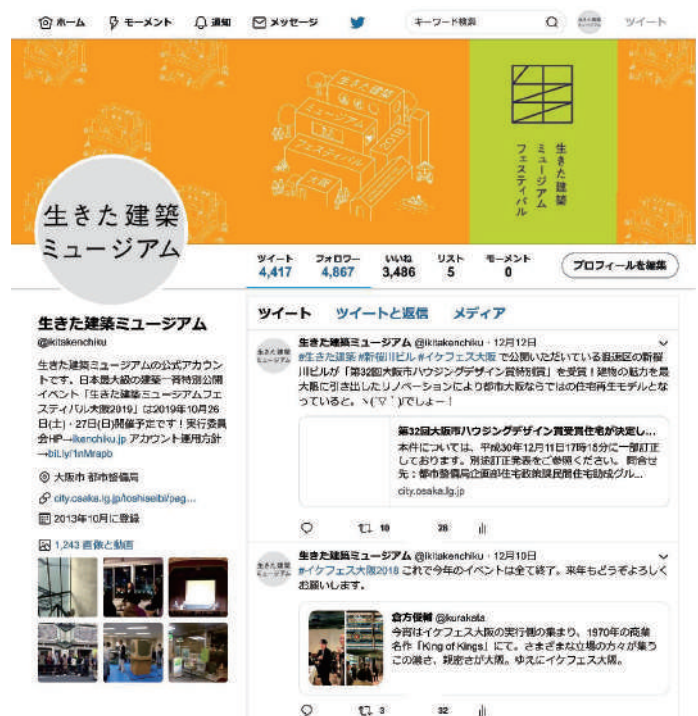 ホーム モーメント 通知 メッセージ キーワード検索 ツイート
生きた建築
ミュージアム
フェスティバル
大阪
2018
生きた建築
ミュージアム
フェスティバル
生きた建築
ミュージアム
ツイート フォロワー いいね リスト モーメント
4,417 4,867 3,486 5 0
プロフィールを編集
生きた建築ミュージアム
@ikitakenchiku
生きた建築ミュージアムの公式アカウン
トです。日本最大級の建築一斉特別公開
イベント「生きた建築ミュージアムフェ
スティバル大阪2019」は2019年10月26
日(土)・27日(日)開催予定です!実行委員
会HP→ikenchiku.jp アカウント運用方針
→bit.ly/1nMrapb
大阪市 都市整備局
city.osaka.lg.jp/toshiseibi/pag...
2013年10月に登録
1,243 画像と動画
ツイート ツイートと返信 メディア
生きた建築ミュージアム @ikitakenchiku · 12月12日
#生きた建築 #新桜川ビル #イケフェス大阪 で公開いただいている浪速区の新桜
川ビルが「第32回大阪市ハウジングデザイン賞特別賞」を受賞!建物の魅力を最
大限に引き出したリノベーションにより都市大阪ならではの住宅再生モデルとな
っていると。ヽ(´▽`)でしょー!
第32回大阪市ハウジングデザイン賞受賞住宅が決定し...
本件については、平成30年12月11日17時15分に一部訂正
しております。別途訂正発表をご参照ください。 問合せ
先:都市整備局企画部住宅政策課民間住宅助成グル...
city.osaka.lg.jp
10 28
生きた建築ミュージアム @ikitakenchiku · 12月10日
#イケフェス大阪2018 これで今年のイベントは全て終了。来年もどうぞよろしく
お願いします。
倉方俊輔 @kurakata
今宵はイケフェス大阪の実行側の集まり、1970年の商業
名作「King of Kings」にて。さまざまな立場の方々が集う
この濃さ、親密さが大阪。ゆえにイケフェス大阪。
3 32